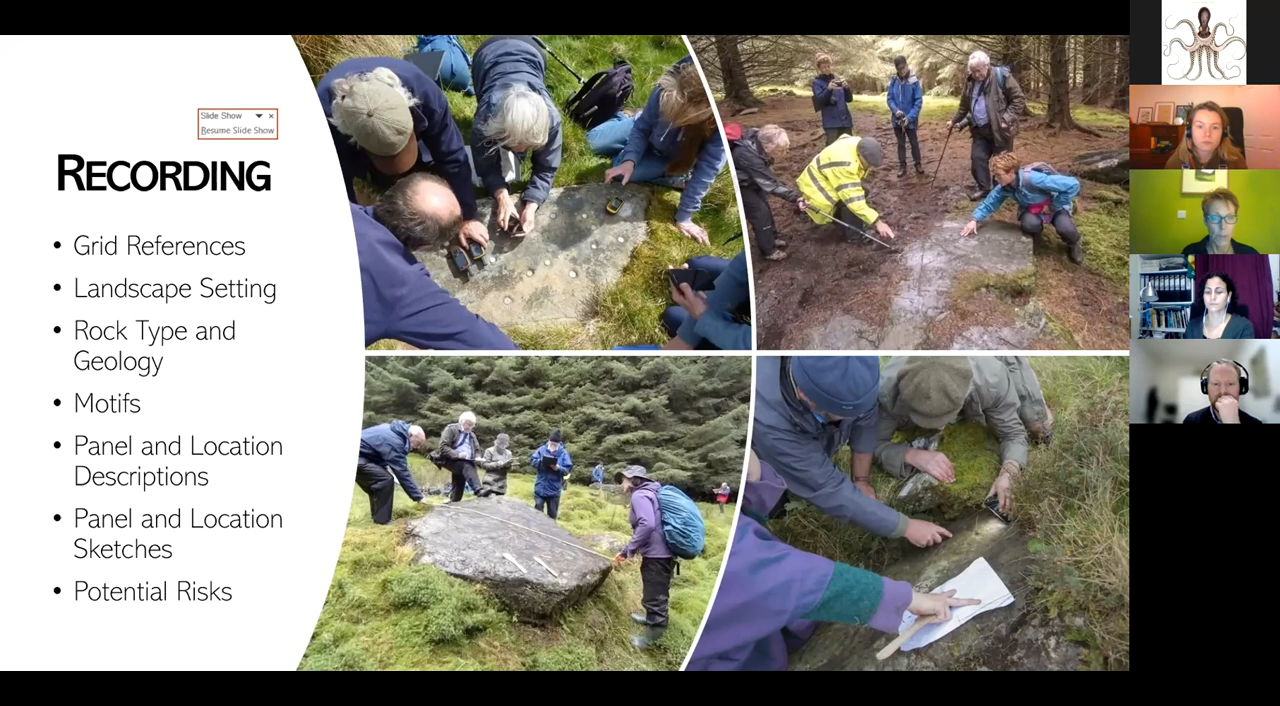 Slide Show
Resume Slide Show
RECORDING
• Grid References
• Landscape Setting
• Rock Type and
Geology
• Motifs
• Panel and Location
Descriptions
• Panel and Location
Sketches
• Potential Risks